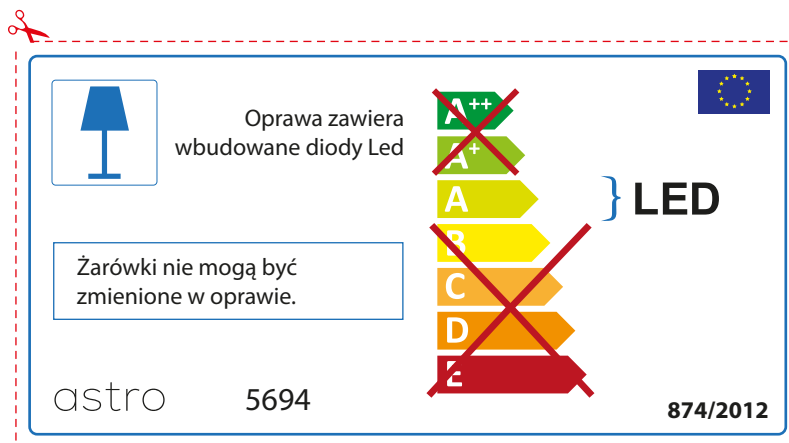 Oprawa zawiera
wbudowane diody Led
A++
A+
A
B
C
D
E
LED
Żarówki nie mogą być
zmienione w oprawie.
astro
5694
874/2012